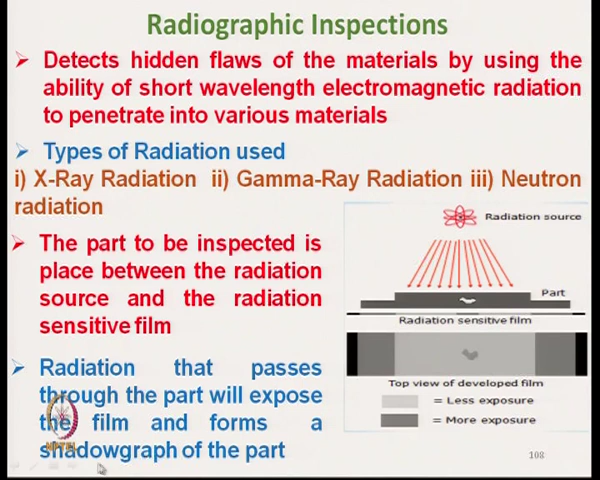 Radiographic Inspections
➢ Detects hidden flaws of the materials by using the
ability of short wavelength electromagnetic radiation
to penetrate into various materials
➢ Types of Radiation used
i) X-Ray Radiation ii) Gamma-Ray Radiation iii) Neutron
radiation
➢ The part to be inspected is
place between the radiation
source and the radiation
sensitive film
➢ Radiation that passes
through the part will expose
the film and forms a
shadowgraph of the part
Radiation source
Part
Radiation sensitive film
Top view of developed film
= Less exposure
= More exposure
NPTEL
108